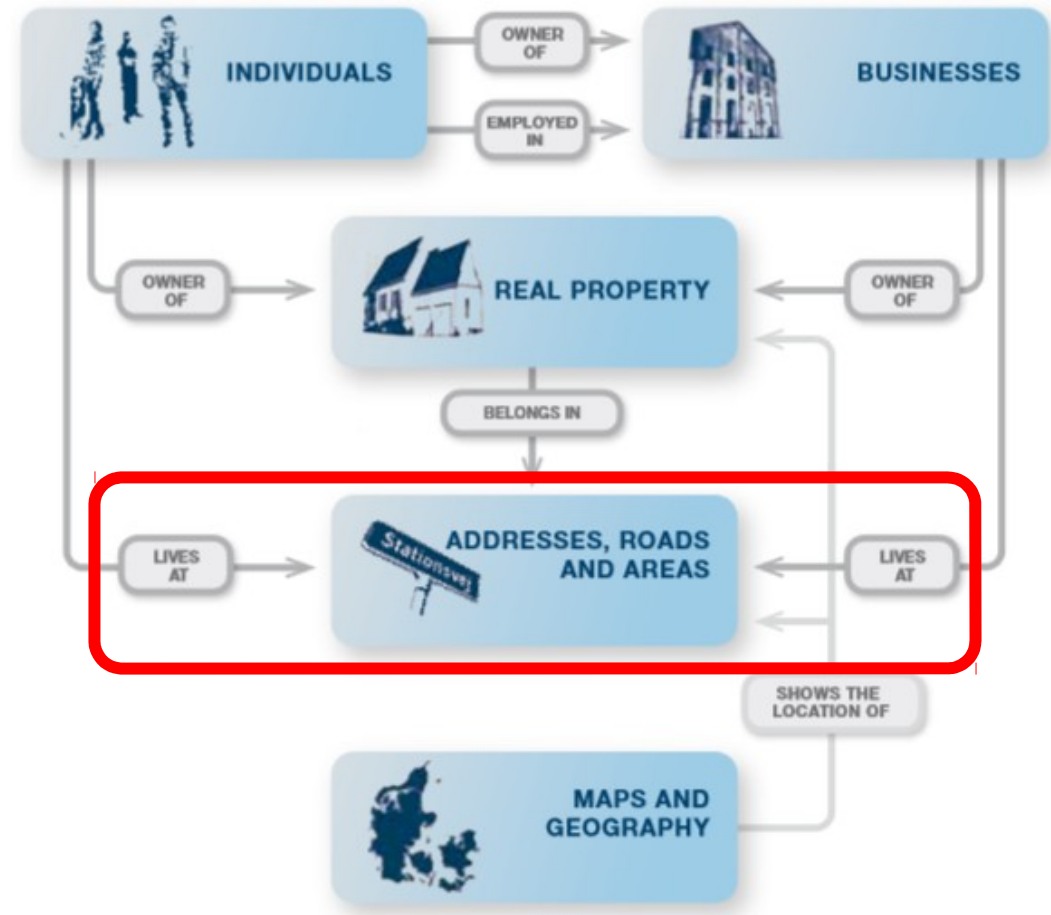 INDIVIDUALS
OWNER
OF
EMPLOYED
IN
BUSINESSES
OWNER
OF
REAL PROPERTY
OWNER
OF
BELONGS IN
LIVES
AT
Stationsvej
ADDRESSES, ROADS
AND AREAS
LIVES
AT
SHOWS THE
LOCATION OF
MAPS AND
GEOGRAPHY